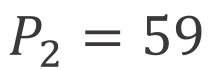 P₂ = 59